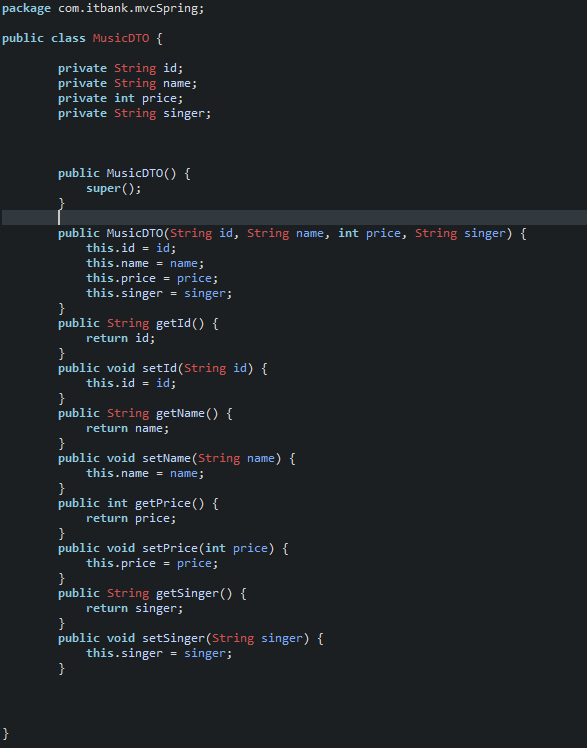 package com.itbank.mvcSpring;
public class MusicDTO {
private String id;
private String name;
private int price;
private String singer;
public MusicDTO() {
super();
}
public MusicDTO(String id, String name, int price, String singer) {
this.id = id;
this.name = name;
this.price = price;
this.singer = singer;
}
public String getId() {
return id;
}
public void setId(String id) {
this.id = id;
}
public String getName() {
return name;
}
public void setName(String name) {
this.name = name;
}
public int getPrice() {
return price;
}
public void setPrice(int price) {
this.price = price;
}
public String getSinger() {
return singer;
}
public void setSinger(String singer) {
this.singer = singer;
}
}